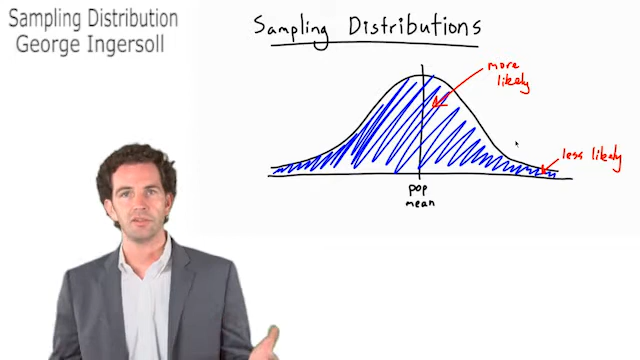 Sampling Distribution
George Ingersoll
Sampling Distributions
more
likely
less likely
pop
mean